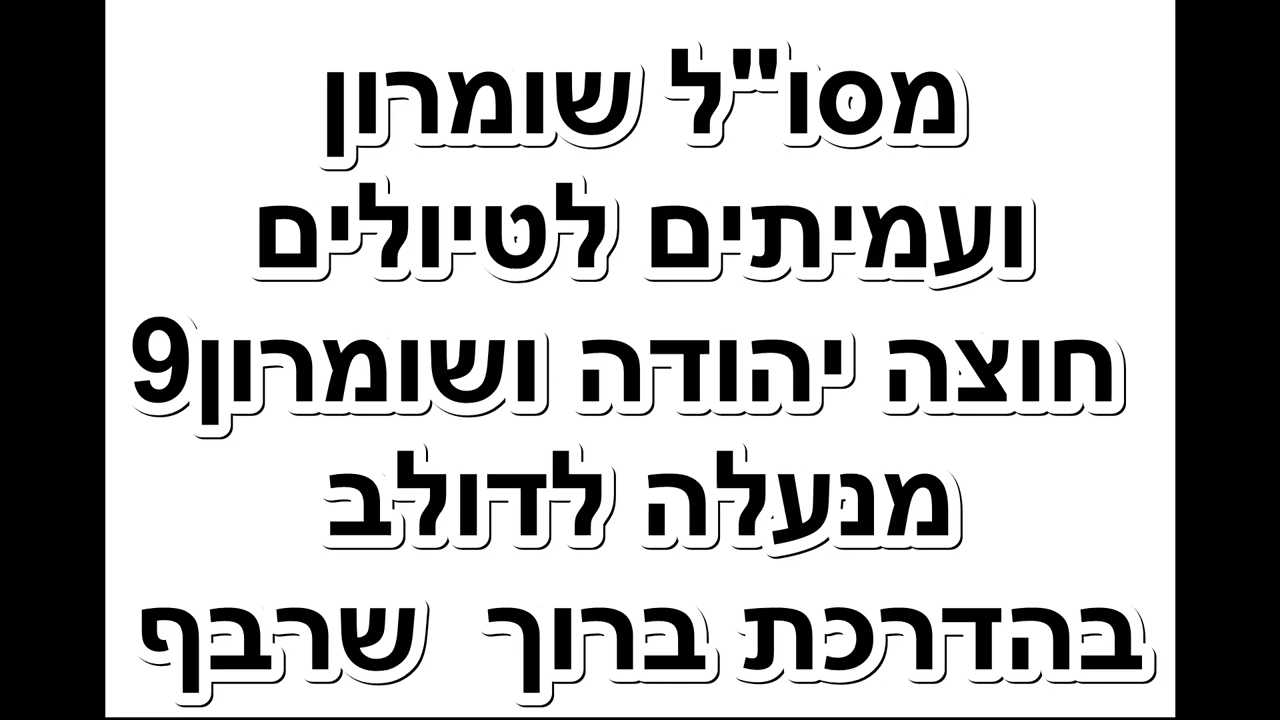 מסו"ל שומרון
ועמיתים לטיולים
חוצה יהודה ושומרון9
מנעלה לדולב
בהדרכת ברוך שרבף